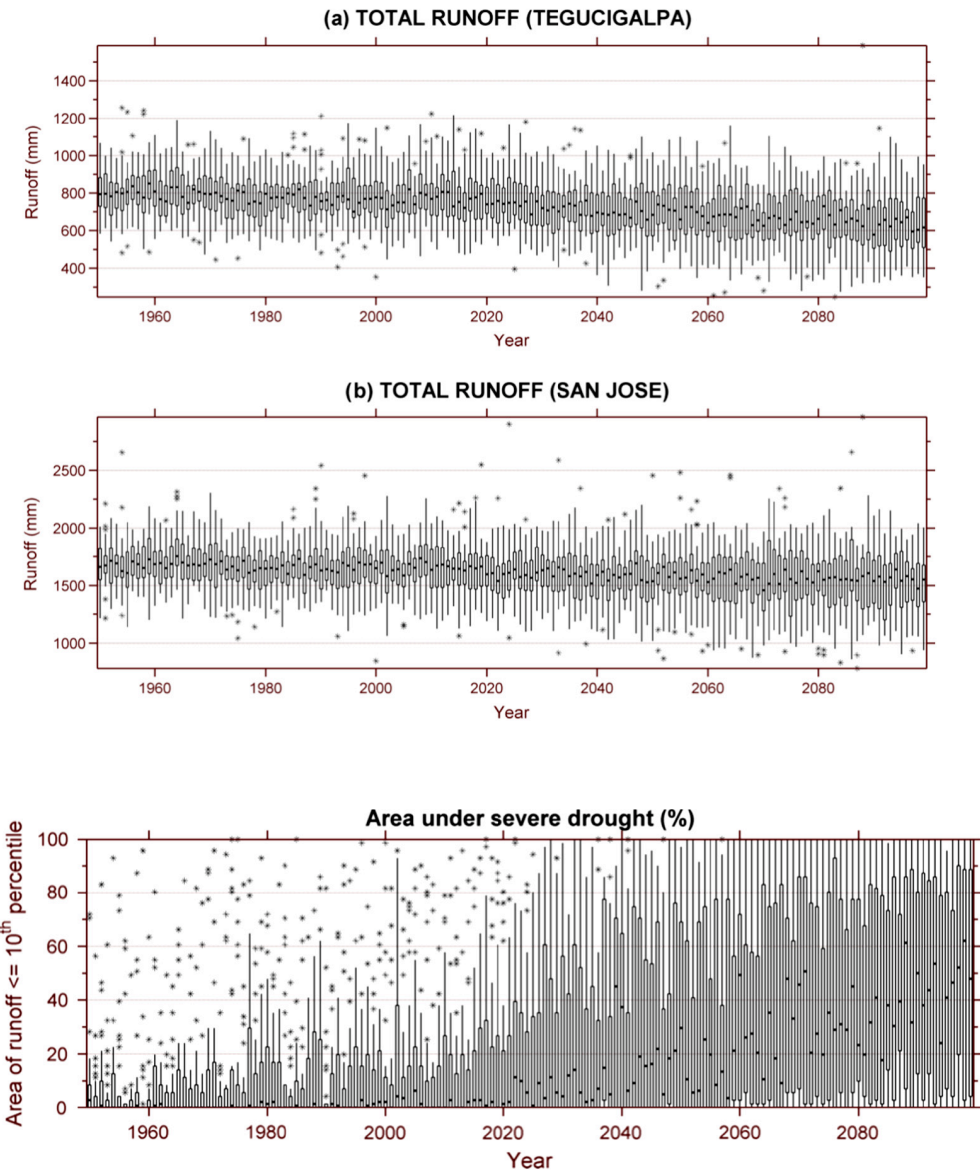 (a) TOTAL RUNOFF (TEGUCIGALPA)
Runoff (mm)
1400
1200
1000
800
600
400
1960 1980 2000 2020 2040 2060 2080
Year
(b) TOTAL RUNOFF (SAN JOSE)
Runoff (mm)
2500
2000
1500
1000
1960 1980 2000 2020 2040 2060 2080
Year
Area under severe drought (%)
Area of runoff <= 10th percentile
100
80
60
40
20
0
1960 1980 2000 2020 2040 2060 2080
Year